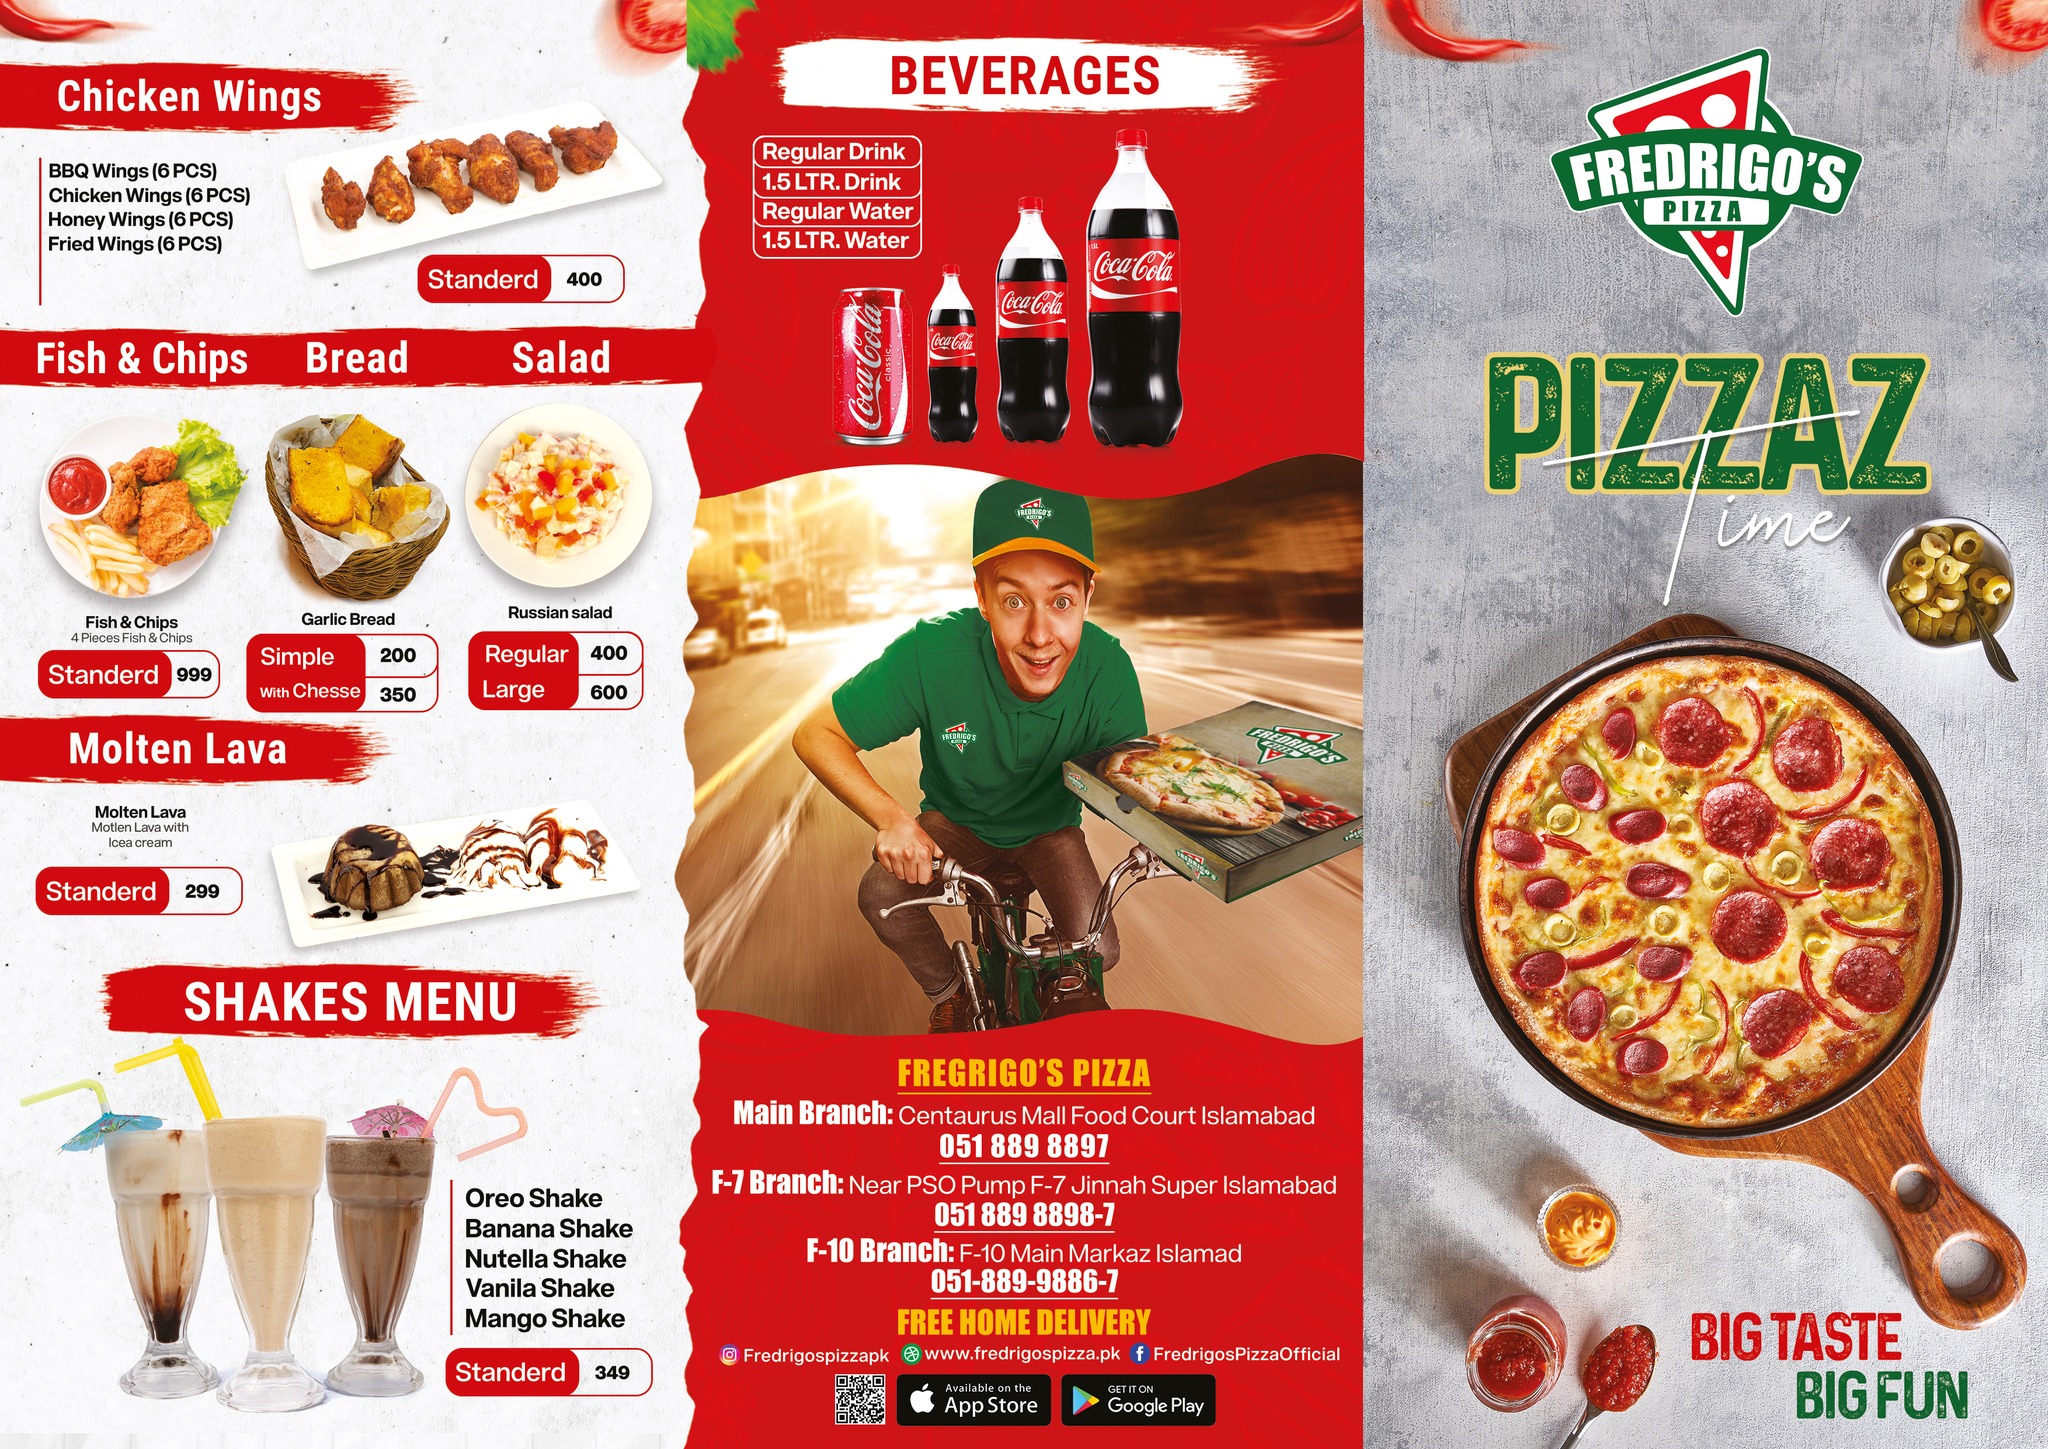 Chicken Wings
BBQ Wings (6 PCS)
Chicken Wings (6 PCS)
Honey Wings (6 PCS)
Fried Wings (6 PCS)
Standerd 400
Fish & Chips Bread Salad
Fish & Chips
4 Pieces Fish & Chips
Standerd 999
Garlic Bread
Simple 200
With Chesse 350
Russian salad
Regular 400
Large 600
Molten Lava
Molten Lava
Motlen Lava with
Icea cream
Standerd 299
SHAKES MENU
Oreo Shake
Banana Shake
Nutella Shake
Vanila Shake
Mango Shake
Standerd 349
BEVERAGES
Regular Drink
1.5 LTR. Drink
Regular Water
1.5 LTR. Water
Coca-Cola
classic
Coca-Cola
Coca-Cola
Coca-Cola
FREDRIGO'S
PIZZA
FREDRIGO'S
PIZZA
FREDRIGO'S
PIZZA
FREGRIGO'S PIZZA
Main Branch: Centaurus Mall Food Court Islamabad
051 889 8897
F-7 Branch: Near PSO Pump F-7 Jinnah Super Islamabad
051 889 8898-7
F-10 Branch: F-10 Main Markaz Islamad
051-889-9886-7
FREE HOME DELIVERY
Fredrigospizzapk www.fredrigospizza.pk FredrigosPizzaOfficial
Available on the
App Store
GET IT ON
Google Play
FREDRIGO'S
PIZZA
PIZZAZ
Time
BIG TASTE
BIG FUN